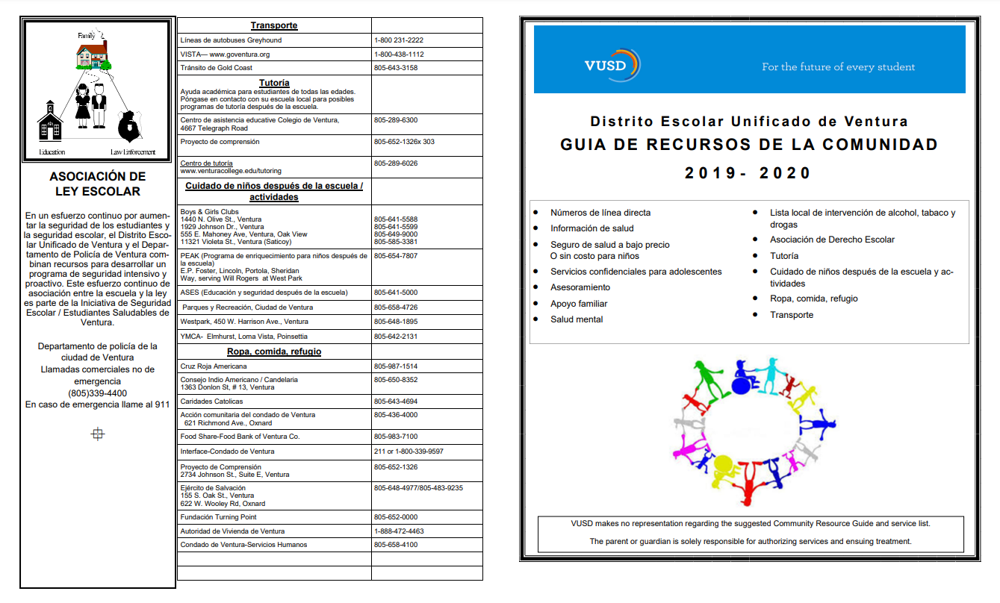 Family
Education
Law Enforcement
ASOCIACIÓN DE
LEY ESCOLAR
En un esfuerzo continuo por aumen-
tar la seguridad de los estudiantes y
la seguridad escolar, el Distrito Esco-
lar Unificado de Ventura y el Depar-
tamento de Policía de Ventura com-
binan recursos para desarrollar un
programa de seguridad intensivo y
proactivo. Este esfuerzo continuo de
asociación entre la escuela y la ley
es parte de la Iniciativa de Seguridad
Escolar / Estudiantes Saludables de
Ventura.
Departamento de policía de la
ciudad de Ventura
Llamadas comerciales no de
emergencia
(805)339-4400
En caso de emergencia llame al 911
Transporte
Líneas de autobuses Greyhound 1-800 231-2222
VISTA— www.goventura.org 1-800-438-1112
Tránsito de Gold Coast 805-643-3158
Tutoría
Ayuda académica para estudiantes de todas las edades.
Póngase en contacto con su escuela local para posibles
programas de tutoría después de la escuela.
Centro de asistencia educative Colegio de Ventura, 805-289-6300
4667 Telegraph Road
Proyecto de comprensión 805-652-1326x 303
Centro de tutoría 805-289-6026
www.venturacollege.edu/tutoring
Cuidado de niños después de la escuela /
actividades
Boys & Girls Clubs
1440 N. Olive St., Ventura 805-641-5588
1929 Johnson Dr., Ventura 805-641-5599
555 E. Mahoney Ave, Ventura, Oak View 805-649-9000
11321 Violeta St., Ventura (Saticoy) 805-585-3381
PEAK (Programa de enriquecimiento para niños después de 805-654-7807
la escuela)
E.P. Foster, Lincoln, Portola, Sheridan
Way, serving Will Rogers at West Park
ASES (Educación y seguridad después de la escuela) 805-641-5000
Parques y Recreación, Ciudad de Ventura 805-658-4726
Westpark, 450 W. Harrison Ave., Ventura 805-648-1895
YMCA- Elmhurst, Loma Vista, Poinsettia 805-642-2131
Ropa, comida, refugio
Cruz Roja Americana 805-987-1514
Consejo Indio Americano / Candelaria 805-650-8352
1363 Donlon St, # 13, Ventura
Caridades Catolicas 805-643-4694
Acción comunitaria del condado de Ventura 805-436-4000
621 Richmond Ave., Oxnard
Food Share-Food Bank of Ventura Co. 805-983-7100
Interface-Condado de Ventura 211 or 1-800-339-9597
Proyecto de Comprensión 805-652-1326
2734 Johnson St., Suite E, Ventura
Ejército de Salvación 805-648-4977/805-483-9235
155 S. Oak St., Ventura
622 W. Wooley Rd, Oxnard
Fundación Turning Point 805-652-0000
Autoridad de Vivienda de Ventura 1-888-472-4463
Condado de Ventura-Servicios Humanos 805-658-4100
VUSD
For the future of every student
Distrito Escolar Unificado de Ventura
GUIA DE RECURSOS DE LA COMUNIDAD
2019- 2020
● Números de línea directa
● Información de salud
● Seguro de salud a bajo precio
O sin costo para niños
● Servicios confidenciales para adolescentes
● Asesoramiento
● Apoyo familiar
● Salud mental
● Lista local de intervención de alcohol, tabaco y
drogas
● Asociación de Derecho Escolar
● Tutoría
● Cuidado de niños después de la escuela y ac-
tividades
● Ropa, comida, refugio
● Transporte
VUSD makes no representation regarding the suggested Community Resource Guide and service list.
The parent or guardian is solely responsible for authorizing services and ensuing treatment.